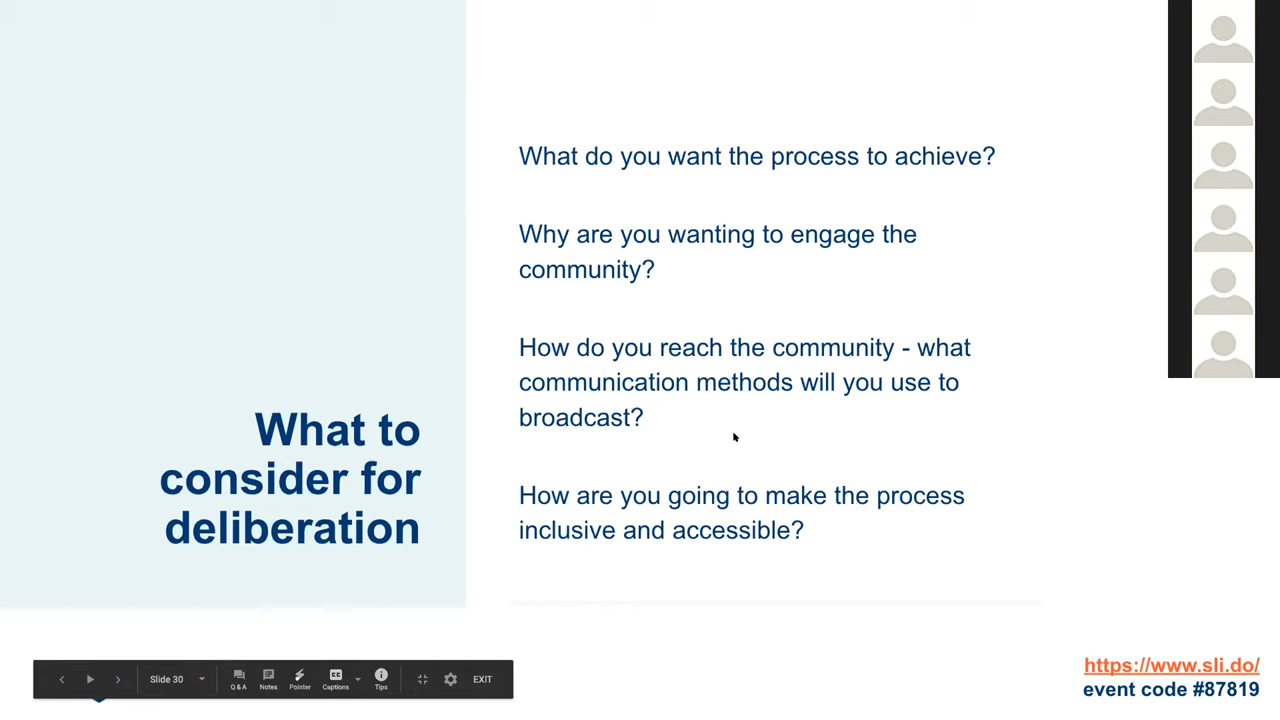 What to
consider for
deliberation
What do you want the process to achieve?
Why are you wanting to engage the
community?
How do you reach the community - what
communication methods will you use to
broadcast?
How are you going to make the process
inclusive and accessible?
Slide 30
Q & A
Notes
Pointer
Captions
Tips
EXIT
https://www.sli.do/
event code #87819